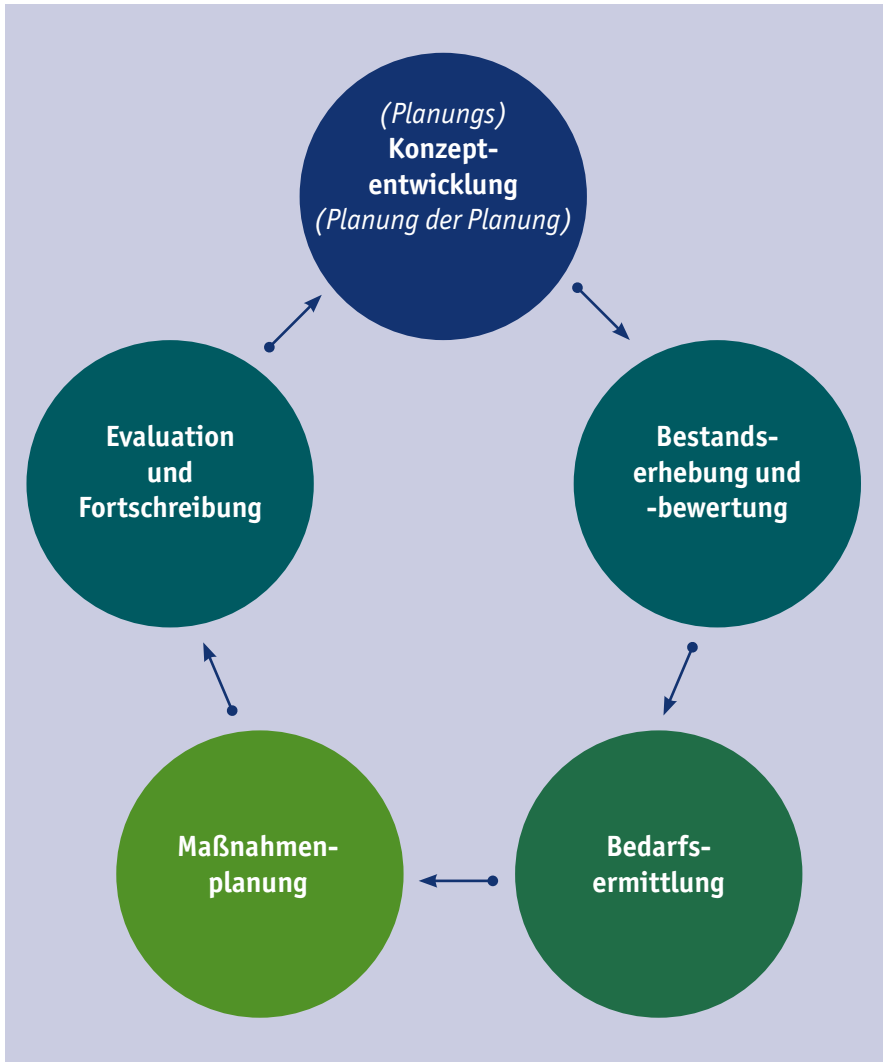 (Planungs)
Konzept-
entwicklung
(Planung der Planung)
Bestands-
erhebung und
-bewertung
Bedarfs-
ermittlung
Maßnahmen-
planung
Evaluation
und
Fortschreibung